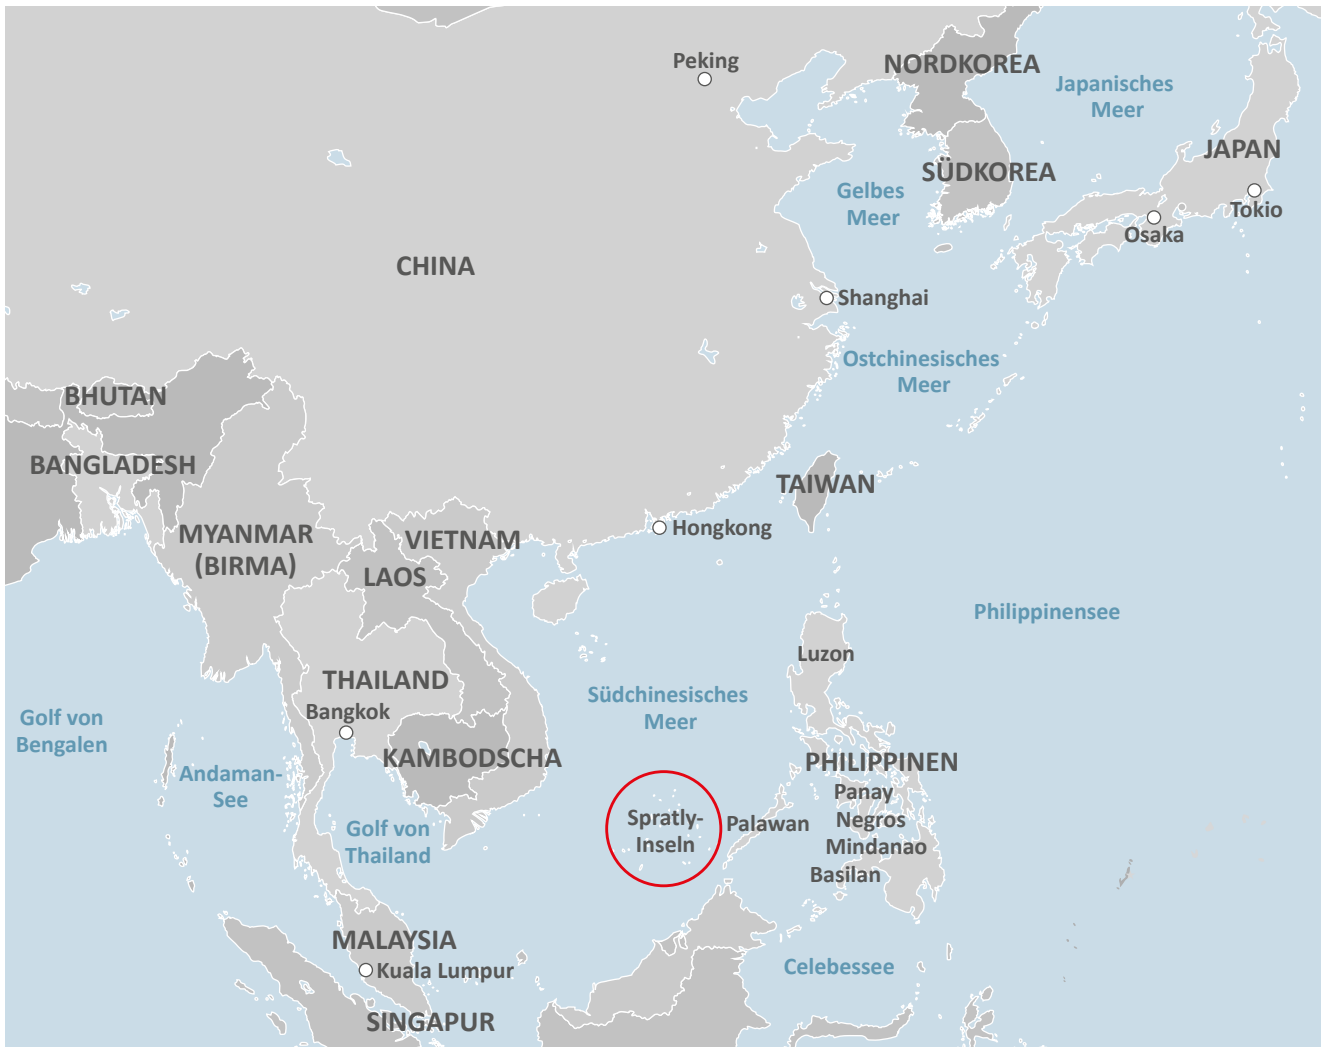 Peking
NORDKOREA
Japanisches
Meer
JAPAN
SÜDKOREA
Gelbes
Meer
Tokio
Osaka
CHINA
Shanghai
Ostchinesisches
Meer
BHUTAN
BANGLADESH
TAIWAN
MYANMAR
(BIRMA)
VIETNAM
Hongkong
LAOS
Philippinensee
Luzon
THAILAND
Bangkok
Südchinesisches
Meer
Golf von
Bengalen
KAMBODSCHA
PHILIPPINEN
Andaman-
See
Panay
Negros
Mindanao
Basilan
Spratly-
Inseln
Palawan
Golf von
Thailand
MALAYSIA
Kuala Lumpur
Celebessee
SINGAPUR